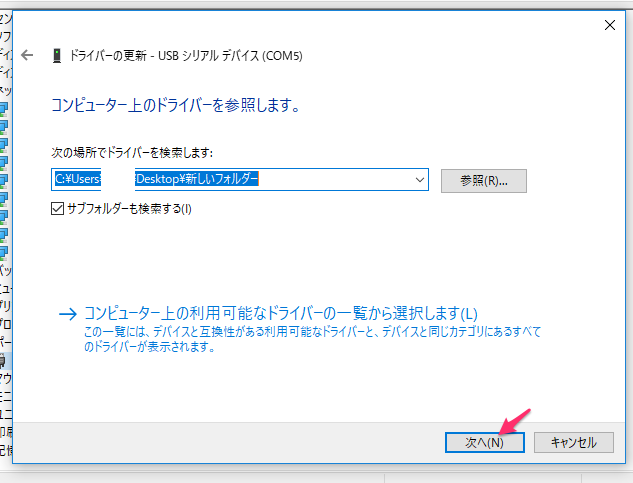 ドライバーの更新 - USB シリアル デバイス (COM5)
コンピューター上のドライバーを参照します。
次の場所でドライバーを検索します:
C:¥Users¥ ¥Desktop¥新しいフォルダー
参照(R)...
サブフォルダーも検索する(I)
コンピューター上の利用可能なドライバーの一覧から選択します(L)
この一覧には、デバイスと互換性がある利用可能なドライバーと、デバイスと同じカテゴリにあるすべて
のドライバーが表示されます。
次へ(N)
キャンセル